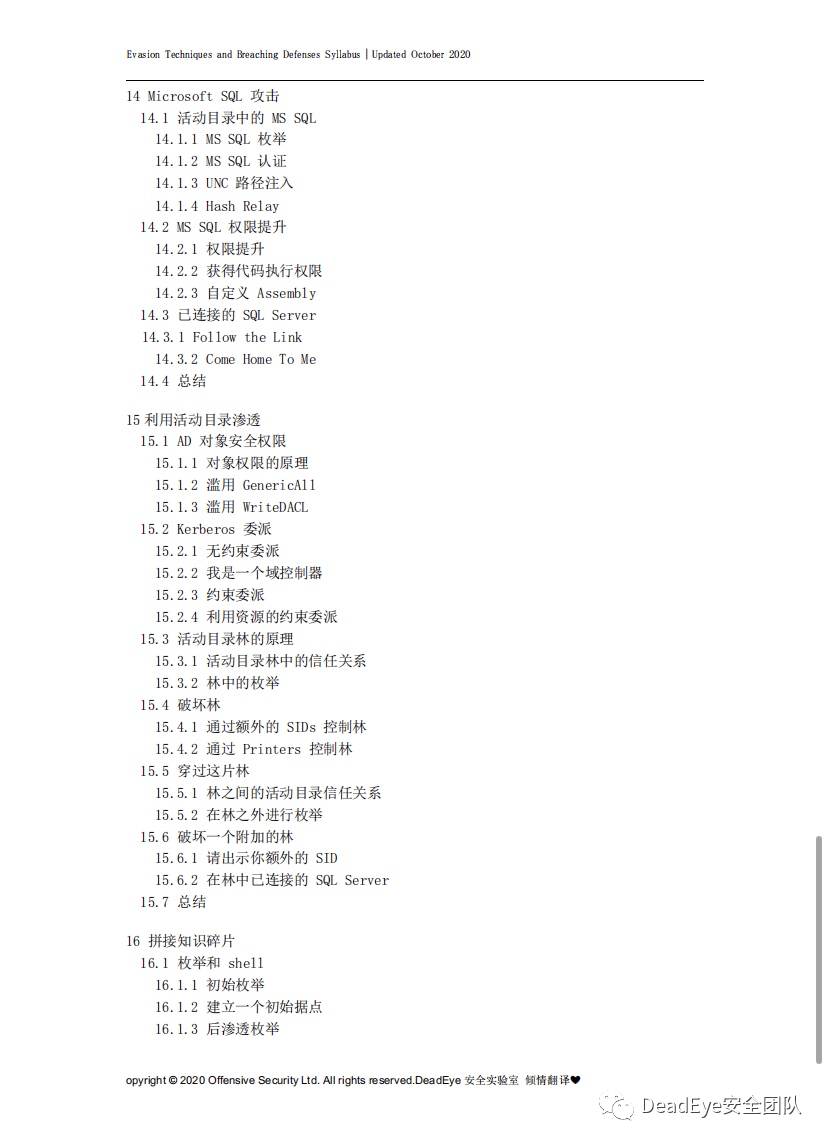 Evasion Techniques and Breaching Defenses Syllabus | Updated October 2020
14 Microsoft SQL 攻击
14.1 活动目录中的 MS SQL
14.1.1 MS SQL 枚举
14.1.2 MS SQL 认证
14.1.3 UNC 路径注入
14.1.4 Hash Relay
14.2 MS SQL 权限提升
14.2.1 权限提升
14.2.2 获得代码执行权限
14.2.3 自定义 Assembly
14.3 已连接的 SQL Server
14.3.1 Follow the Link
14.3.2 Come Home To Me
14.4 总结
15 利用活动目录渗透
15.1 AD 对象安全权限
15.1.1 对象权限的原理
15.1.2 滥用 GenericAll
15.1.3 滥用 WriteDACL
15.2 Kerberos 委派
15.2.1 无约束委派
15.2.2 我是一个域控制器
15.2.3 约束委派
15.2.4 利用资源的约束委派
15.3 活动目录林的原理
15.3.1 活动目录林中的信任关系
15.3.2 林中的枚举
15.4 破坏林
15.4.1 通过额外的 SIDs 控制林
15.4.2 通过 Printers 控制林
15.5 穿过这片林
15.5.1 林之间的活动目录信任关系
15.5.2 在林之外进行枚举
15.6 破坏一个附加的林
15.6.1 请出示你额外的 SID
15.6.2 在林中已连接的 SQL Server
15.7 总结
16 拼接知识碎片
16.1 枚举和 shell
16.1.1 初始枚举
16.1.2 建立一个初始据点
16.1.3 后渗透枚举
opyright © 2020 Offensive Security Ltd. All rights reserved.DeadEye 安全实验室 倾情翻译♥
DeadEye安全团队